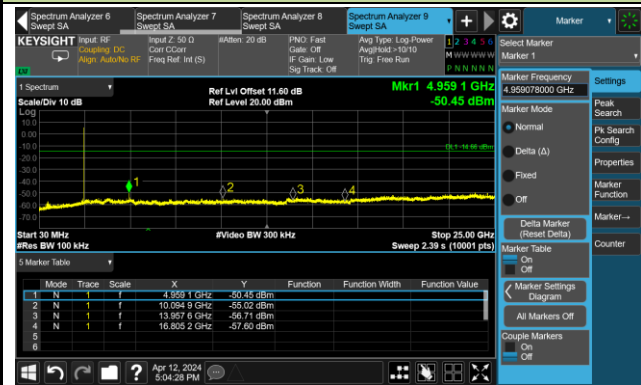 Spectrum Analyzer 6 Swept SA
Spectrum Analyzer 7 Swept SA
Spectrum Analyzer 8 Swept SA
Spectrum Analyzer 9 Swept SA
Marker
KEYSIGHT
Input: RF
Coupling: DC
Align: Auto/No RF
Input Z: 50 Ω
Corr CCorr
Freq Ref: Int (S)
#Atten: 20 dB
PNO: Fast
Gate: Off
IF Gain: Low
Sig Track: Off
Avg Type: Log-Power
Avg|Hold:>10/10
Trig: Free Run
1 2 3 4 5 6
M W W W W W
P N N N N N
Select Marker
Marker 1
1 Spectrum
Scale/Div 10 dB
Ref Lvl Offset 11.60 dB
Ref Level 20.00 dBm
Mkr1 4.959 1 GHz
-50.45 dBm
Log
10.0
0.00
-10.0
-20.0
-30.0
-40.0
-50.0
-60.0
-70.0
DL1 -14.66 dBm
1
2
3
4
Start 30 MHz
#Res BW 100 kHz
#Video BW 300 kHz
Stop 25.00 GHz
Sweep 2.39 s (10001 pts)
5 Marker Table
Mode Trace Scale X Y Function Function Width Function Value
1 N 1 f 4.959 1 GHz -50.45 dBm
2 N 1 f 10.094 9 GHz -55.02 dBm
3 N 1 f 13.957 6 GHz -56.71 dBm
4 N 1 f 16.805 2 GHz -57.60 dBm
5
6
Marker Frequency
4.959078000 GHz
Marker Mode
Normal
Delta (Δ)
Fixed
Off
Delta Marker
(Reset Delta)
Marker Table
On
Off
Marker Settings
Diagram
All Markers Off
Couple Markers
On
Off
Settings
Peak
Search
Pk Search
Config
Properties
Marker
Function
Marker→
Counter
Apr 12, 2024
5:04:28 PM